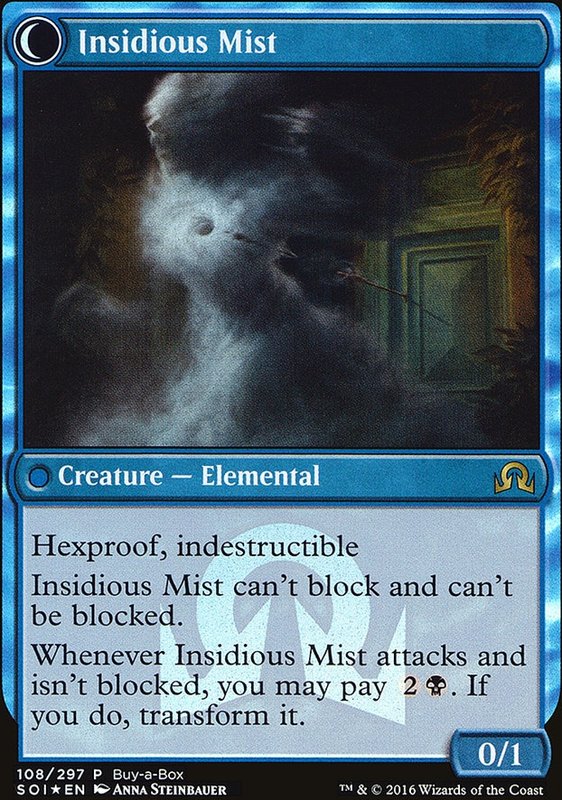 Insidious Mist
Creature — Elemental
Hexproof, indestructible
Insidious Mist can't block and can't
be blocked.
Whenever Insidious Mist attacks and
isn't blocked, you may pay 2. If
you do, transform it.
0/1
108/297 P Buy-a-Box
SOI★EN Anna Steinbauer
™ & © 2016 Wizards of the Coast